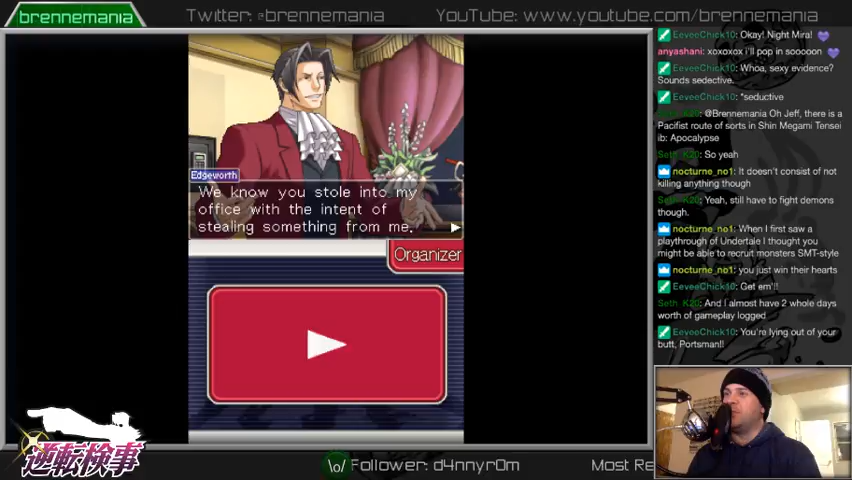 brennemania
Twitter: @brennemania
YouTube: www.youtube.com/brennemania
Edgeworth
We know you stole into my
office with the intent of
stealing something from me.
Organizer
EeveeChick10: Okay! Night Mira!
anyashani: xoxoxox i'll pop in sooooon
EeveeChick10: Whoa, sexy evidence?
Sounds sedective.
EeveeChick10: *seductive
Seth_K20: @Brennemania Oh Jeff, there is a
Pacifist route of sorts in Shin Megami Tensei
ib: Apocalypse
Seth_K20: So yeah
nocturne_no1: It doesn't consist of not
killing anything though
Seth_K20: Yeah, still have to fight demons
though.
nocturne_no1: When I first saw a
playthrough of Undertale I thought you
might be able to recruit monsters SMT-style
nocturne_no1: you just win their hearts
EeveeChick10: Get em'!!
Seth_K20: And I almost have 2 whole days
worth of gameplay logged
EeveeChick10: You're lying out of your
butt, Portsman!!
逆転検事
\o/ Follower: d4nnyr0m
Most Re